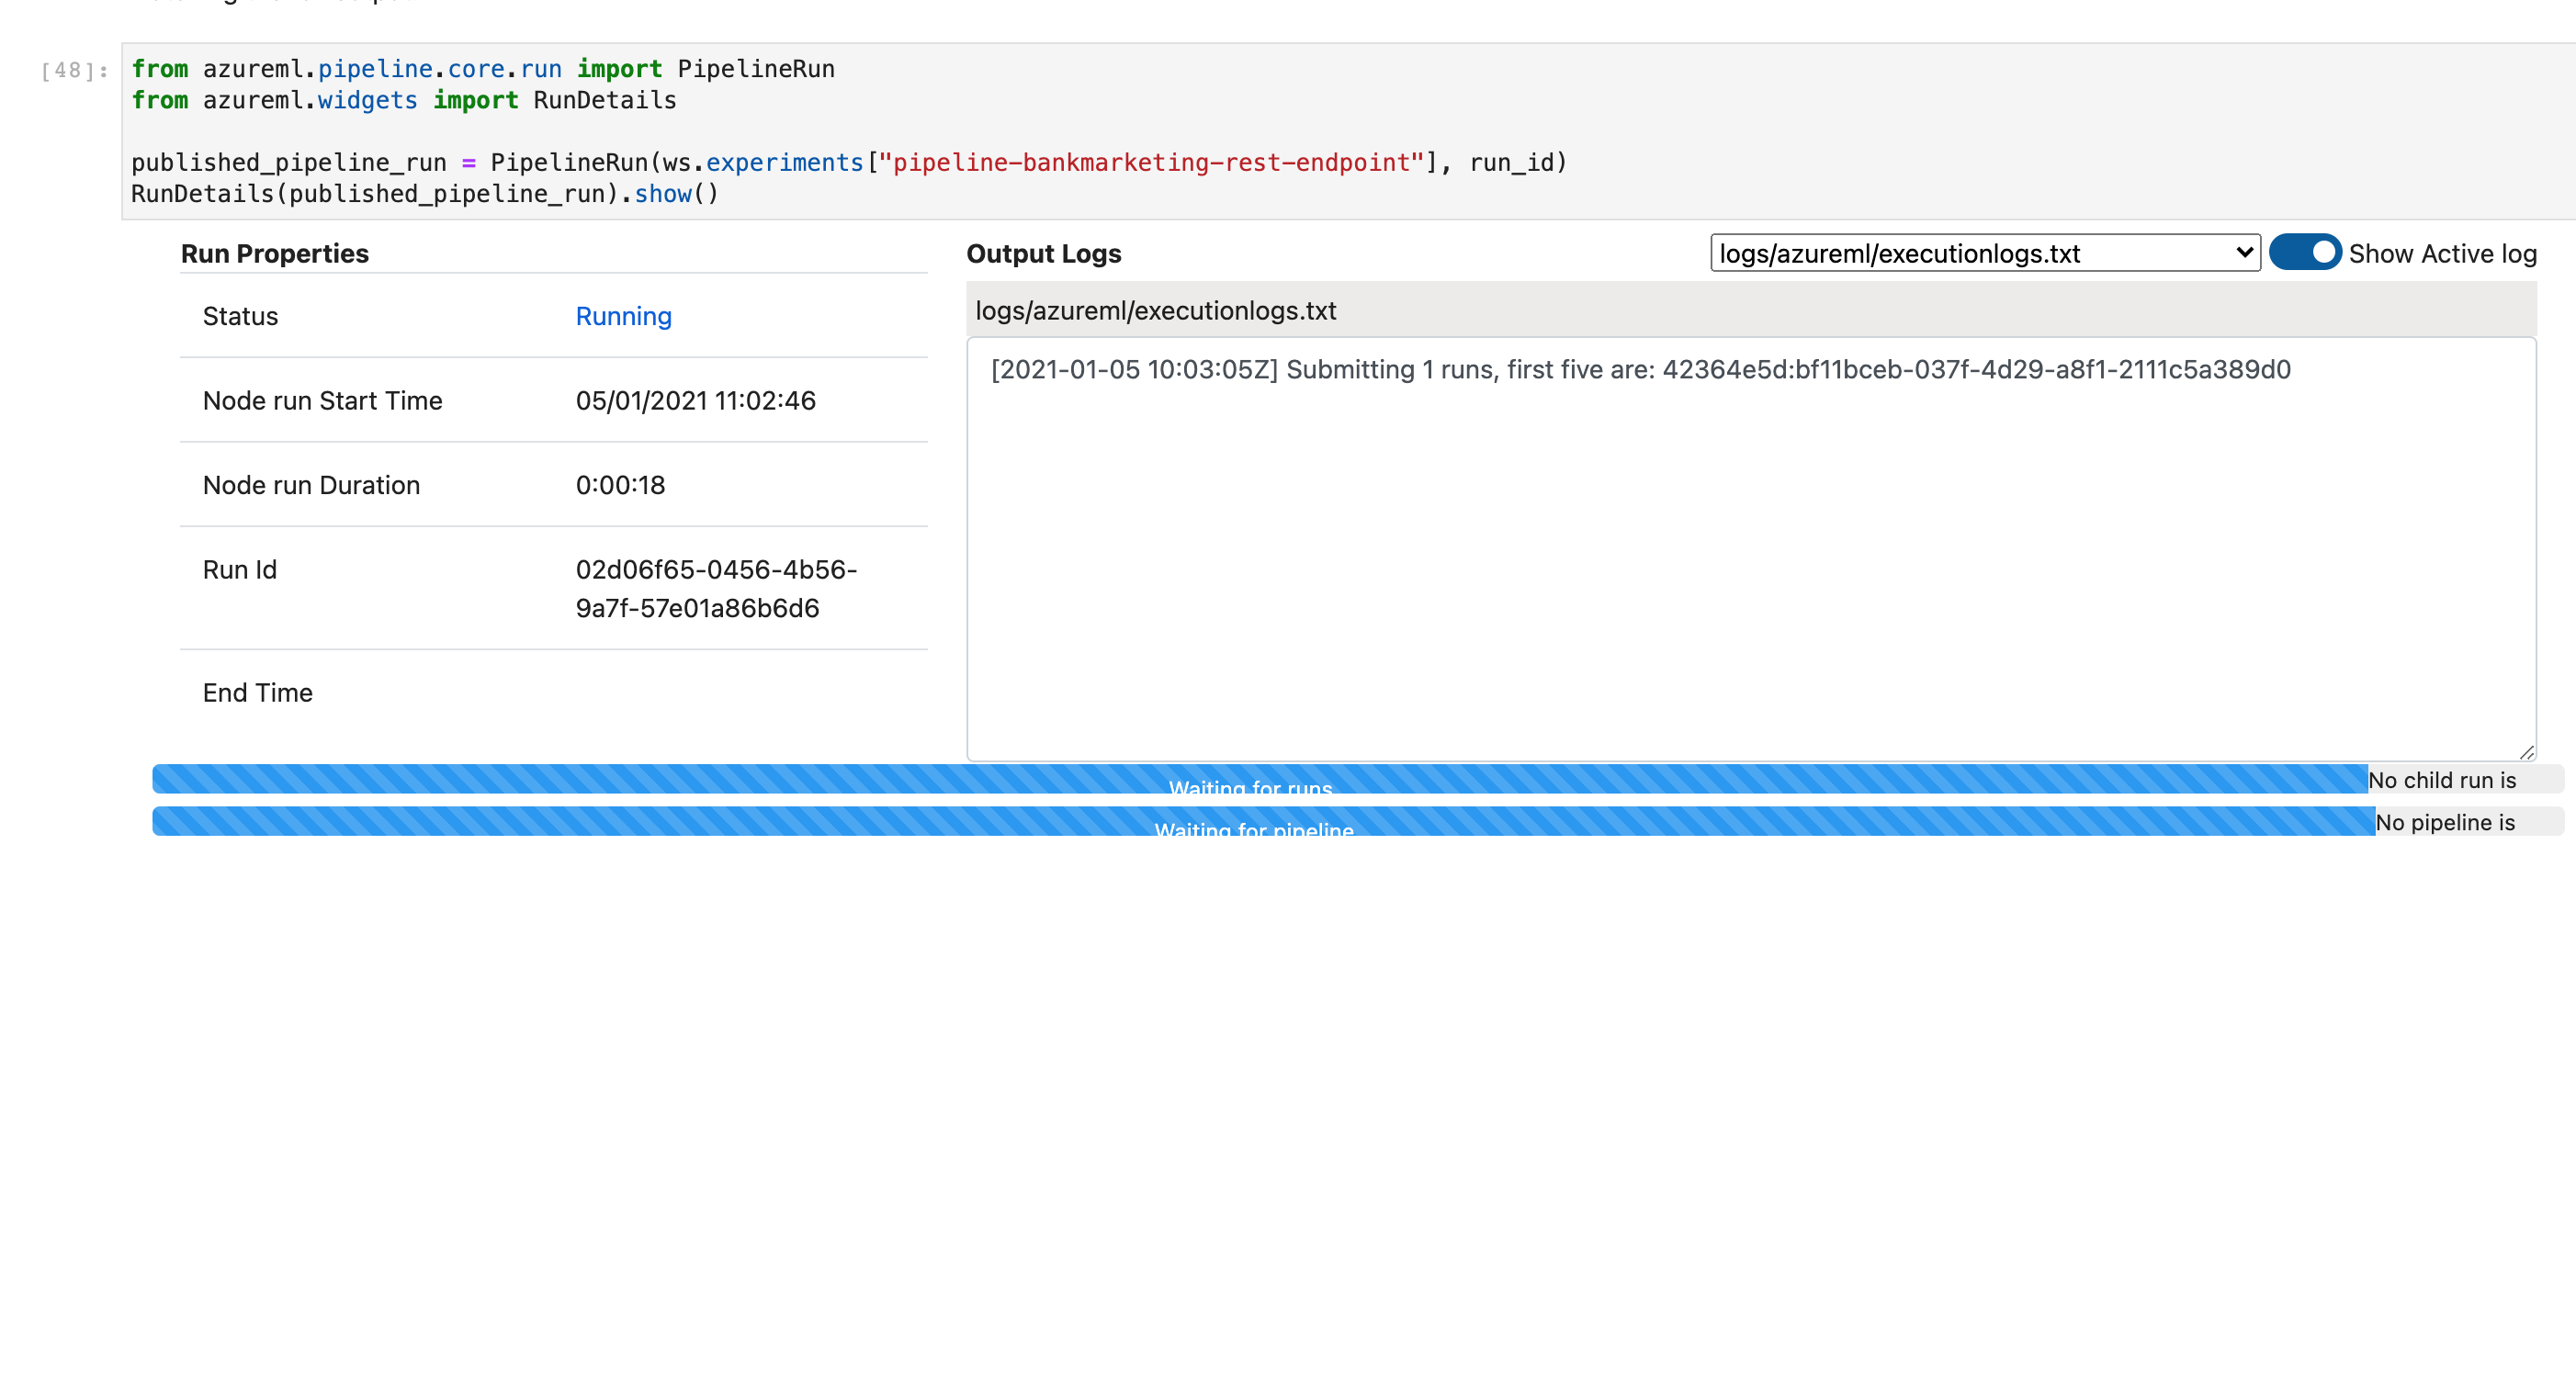 [48]:
from azureml.pipeline.core.run import PipelineRun
from azureml.widgets import RunDetails
published_pipeline_run = PipelineRun(ws.experiments["pipeline-bankmarketing-rest-endpoint"], run_id)
RunDetails(published_pipeline_run).show()
Run Properties
Status Running
Node run Start Time 05/01/2021 11:02:46
Node run Duration 0:00:18
Run Id 02d06f65-0456-4b56-
9a7f-57e01a86b6d6
End Time
Output Logs
logs/azureml/executionlogs.txt
Show Active log
logs/azureml/executionlogs.txt
[2021-01-05 10:03:05Z] Submitting 1 runs, first five are: 42364e5d:bf11bceb-037f-4d29-a8f1-2111c5a389d0
Waiting for runs No child run is
Waiting for pipeline No pipeline is